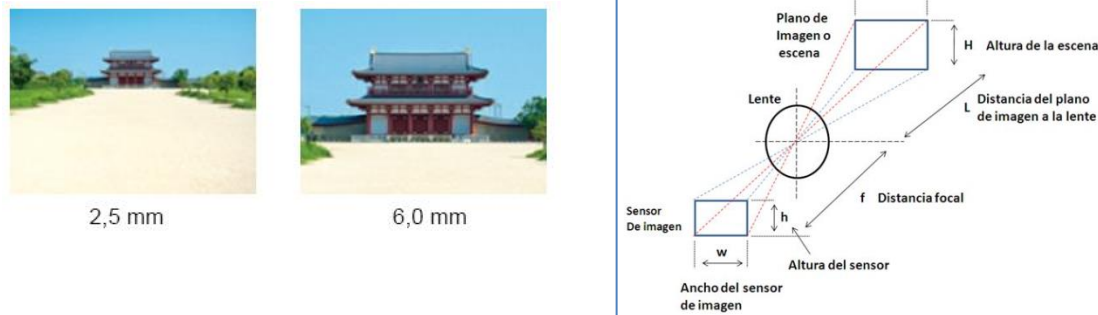 2,5 mm
6,0 mm
Plano de
Imagen o
escena
H Altura de la escena
Lente
L Distancia del plano
de imagen a la lente
f Distancia focal
Sensor
De imagen
h
w
Altura del sensor
Ancho del sensor
de imagen